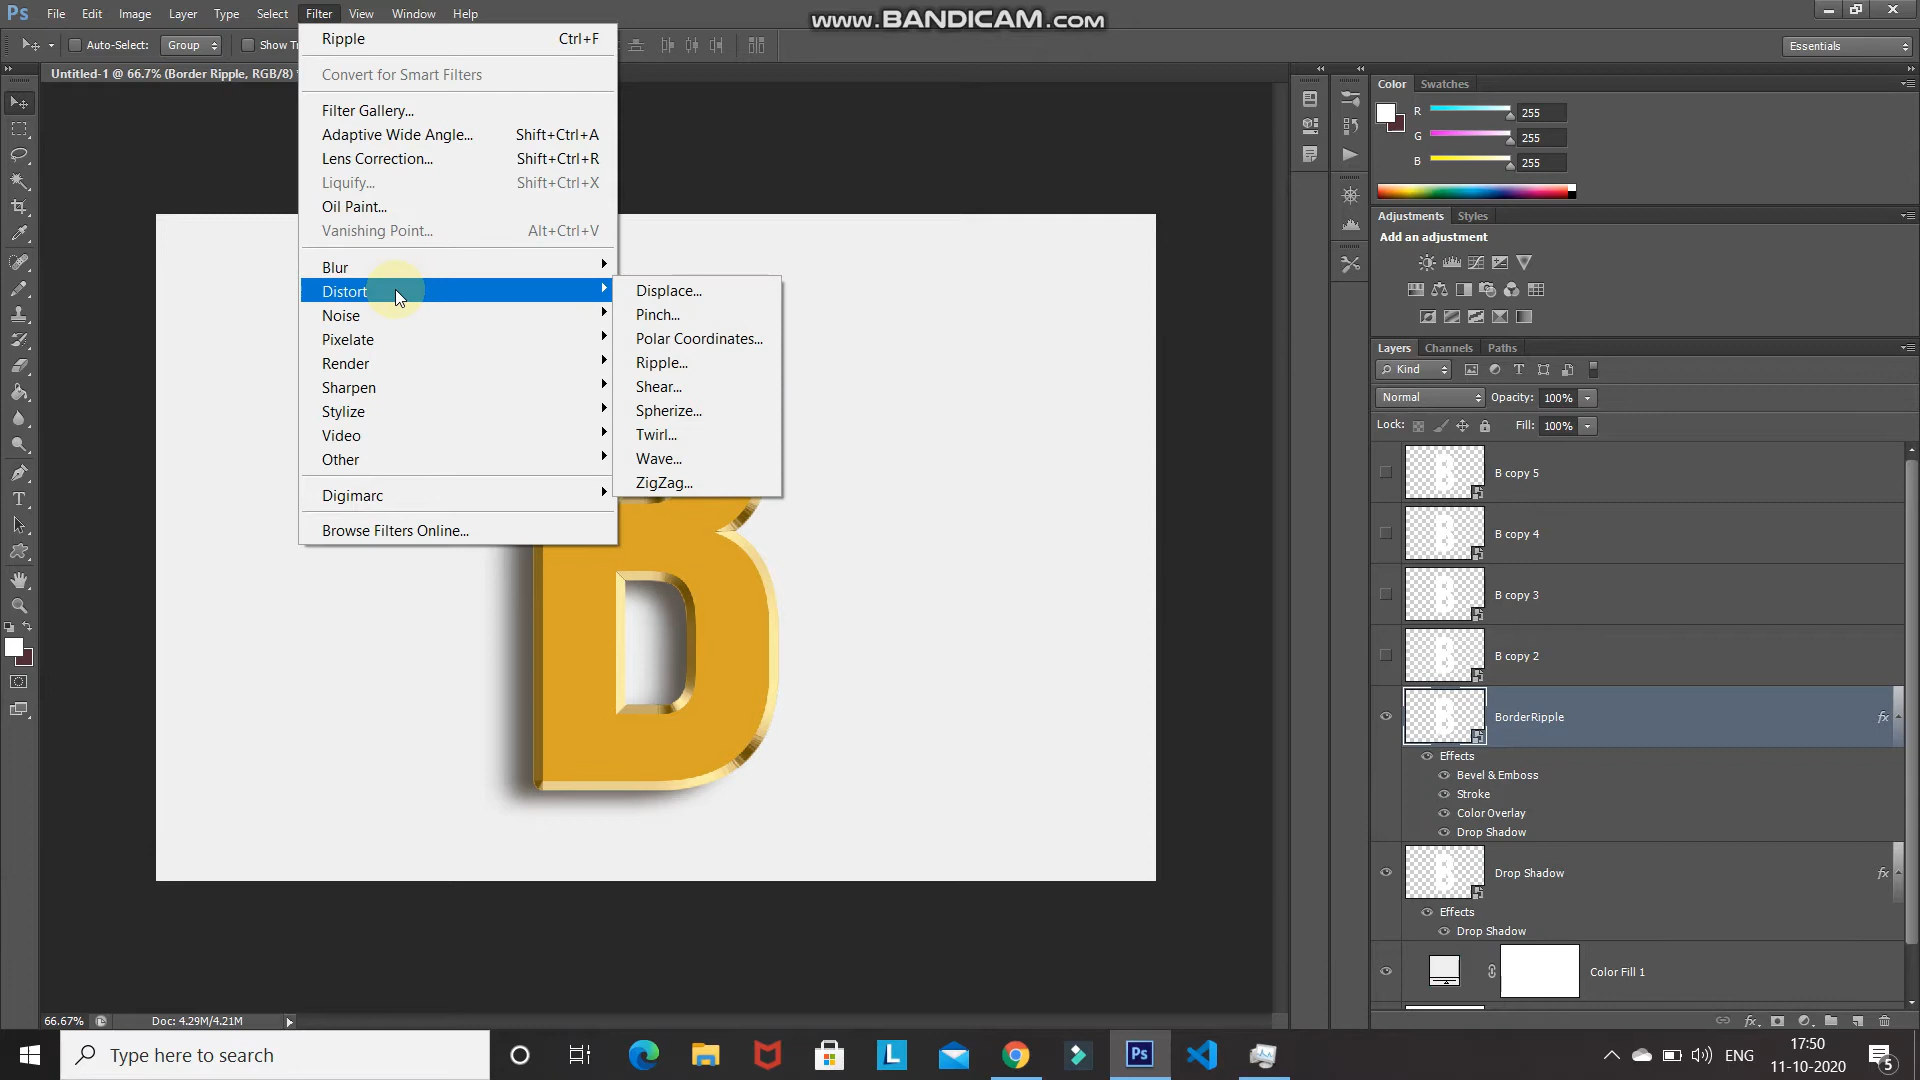 www.BANDICAM.com
Ps File Edit Image Layer Type Select Filter View Window Help
Auto-Select: Group Show Tr
Essentials
Untitled-1 @ 66.7% (Border Ripple, RGB/8)
Ripple Ctrl+F
Convert for Smart Filters
Filter Gallery...
Adaptive Wide Angle... Shift+Ctrl+A
Lens Correction... Shift+Ctrl+R
Liquify... Shift+Ctrl+X
Oil Paint...
Vanishing Point... Alt+Ctrl+V
Blur
Distort
Noise
Pixelate
Render
Sharpen
Stylize
Video
Other
Digimarc
Browse Filters Online...
Displace...
Pinch...
Polar Coordinates...
Ripple...
Shear...
Spherize...
Twirl...
Wave...
ZigZag...
B
Color Swatches
R 255
G 255
B 255
Adjustments Styles
Add an adjustment
Layers Channels Paths
Kind
Normal Opacity: 100%
Lock: Fill: 100%
B copy 5
B copy 4
B copy 3
B copy 2
BorderRipple fx
Effects
Bevel & Emboss
Stroke
Color Overlay
Drop Shadow
Drop Shadow fx
Effects
Drop Shadow
Color Fill 1
66.67% Doc: 4.29M/4.21M
Type here to search
L
Ps
ENG
17:50
11-10-2020
5